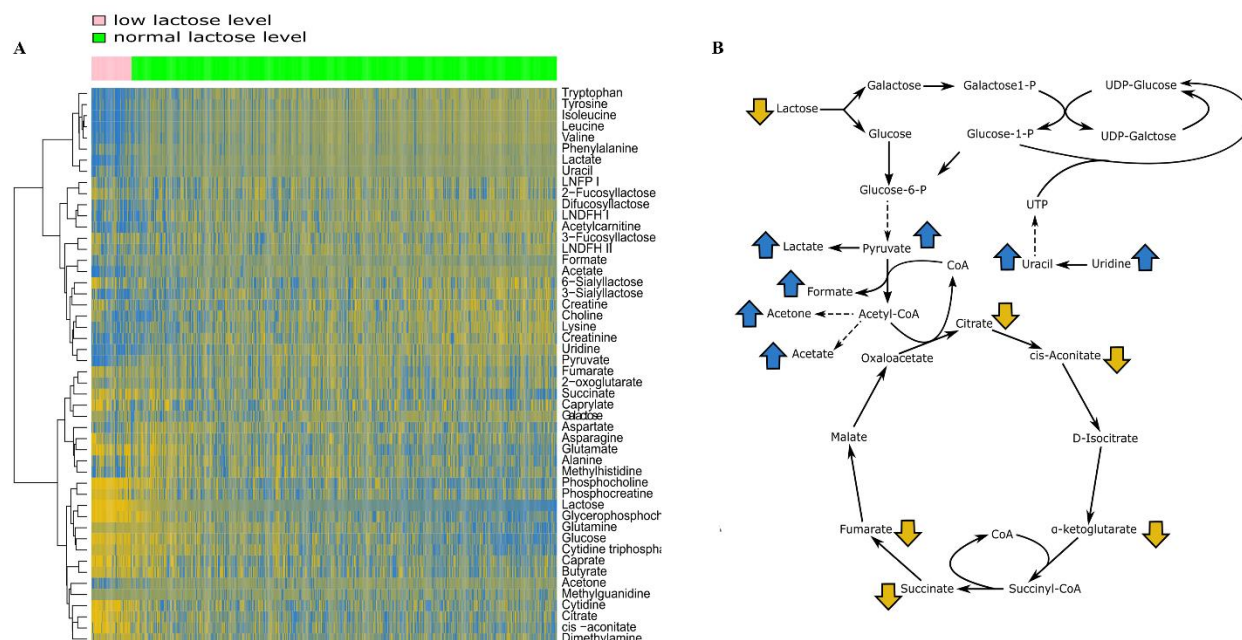 low lactose level
normal lactose level
A
Tryptophan
Tyrosine
Isoleucine
Leucine
Valine
Phenylalanine
Lactate
Uracil
LNFP I
2-Fucosyllactose
Difucosyllactose
LNDFH I
Acetylcarnitine
3-Fucosyllactose
LNDFH II
Formate
Acetate
6-Sialyllactose
3-Sialyllactose
Creatine
Choline
Lysine
Creatinine
Uridine
Pyruvate
Fumarate
2-oxoglutarate
Succinate
Caprylate
Galactose
Aspartate
Asparagine
Glutamate
Alanine
Methylhistidine
Phosphocholine
Phosphocreatine
Lactose
Glycerophosphoch
Glutamine
Glucose
Cytidine triphospha
Caprate
Butyrate
Acetone
Methylguanidine
Cytidine
Citrate
cis -aconitate
Dimethylamine
B
Lactose
Galactose
Galactose1-P
UDP-Glucose
Glucose
Glucose-1-P
UDP-Galctose
Glucose-6-P
UTP
Lactate
Pyruvate
Uracil
Uridine
CoA
Formate
Acetone
Acetyl-CoA
Citrate
Acetate
Oxaloacetate
cis-Aconitate
Malate
D-Isocitrate
Fumarate
CoA
α-ketoglutarate
Succinate
Succinyl-CoA